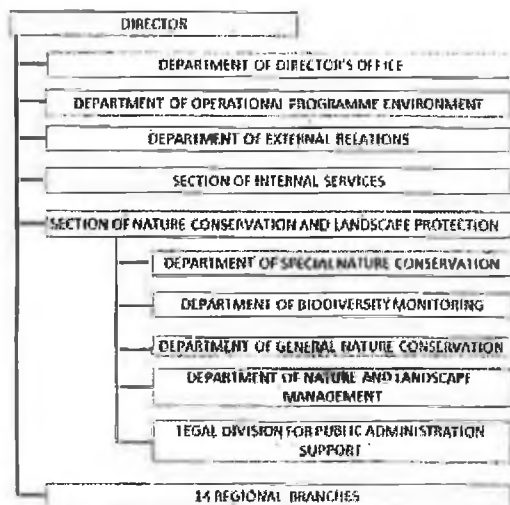 DIRECTOR
DEPARTMENT OF DIRECTOR'S OFFICE
DEPARTMENT OF OPERATIONAL PROGRAMME ENVIRONMENT
DEPARTMENT OF EXTERNAL RELATIONS
SECTION OF INTERNAL SERVICES
SECTION OF NATURE CONSERVATION AND LANDSCAPE PROTECTION
DEPARTMENT OF SPECIAL NATURE CONSERVATION
DEPARTMENT OF BIODIVERSITY MONITORING
DEPARTMENT OF GENERAL NATURE CONSERVATION
DEPARTMENT OF NATURE AND LANDSCAPE
MANAGEMENT
LEGAL DIVISION FOR PUBLIC ADMINISTRATION
SUPPORT
14 REGIONAL BRANCHES